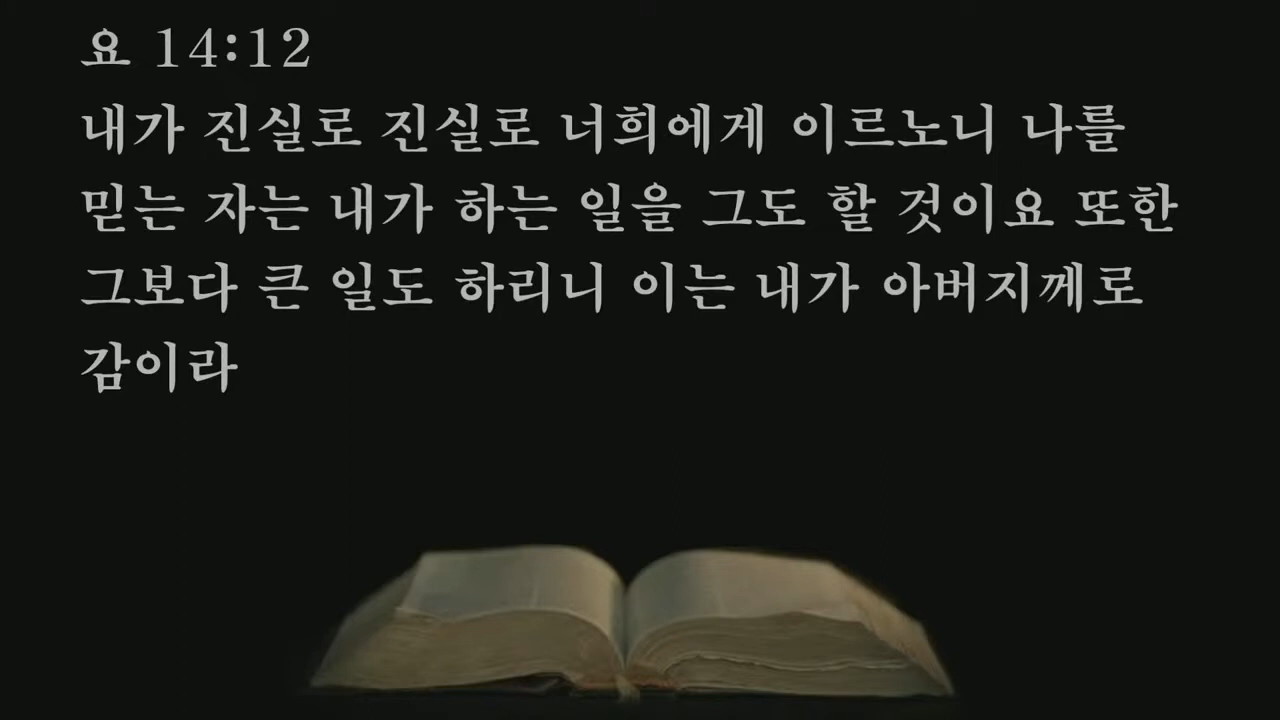 요 14:12
내가 진실로 진실로 너희에게 이르노니 나를
믿는 자는 내가 하는 일을 그도 할 것이요 또한
그보다 큰 일도 하리니 이는 내가 아버지께로
감이라